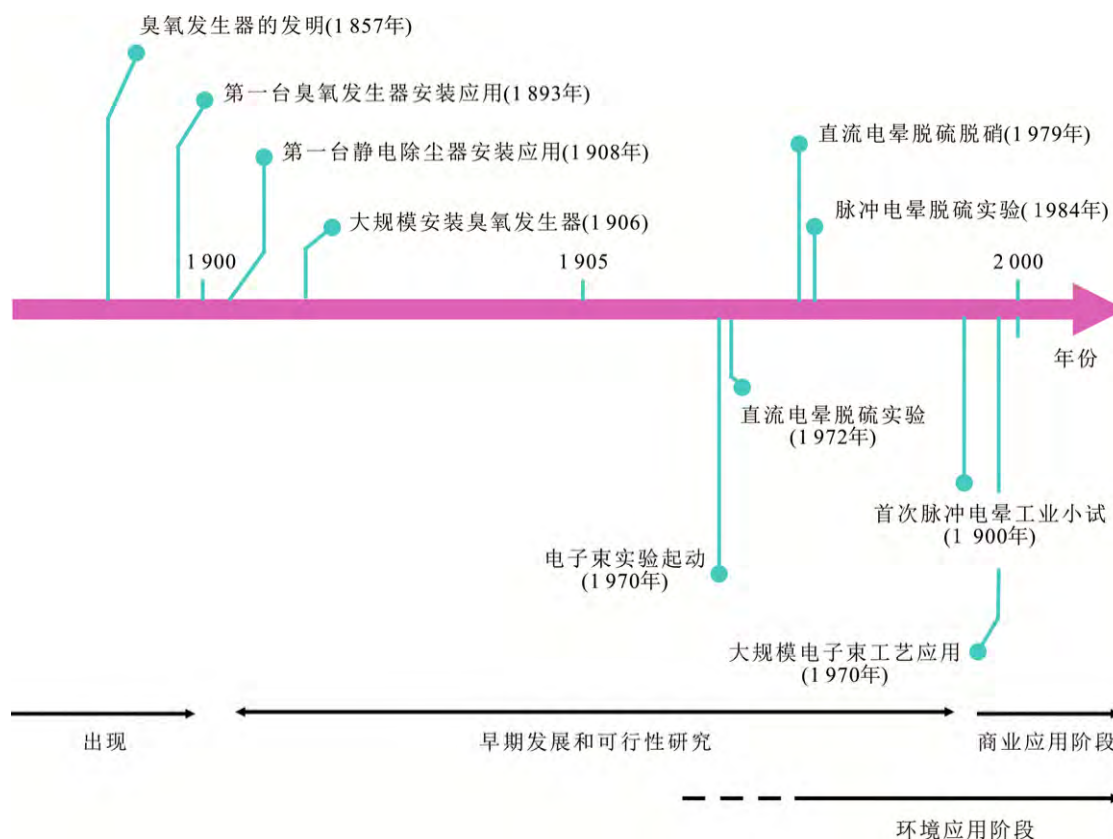 臭氧发生器的发明(1857年)
第一台臭氧发生器安装应用(1893年)
第一台静电除尘器安装应用(1908年)
大规模安装臭氧发生器(1906)
直流电晕脱硫脱硝(1979年)
脉冲电晕脱硫实验(1984年)
1900
1905
2000
年份
直流电晕脱硫实验
(1972年)
首次脉冲电晕工业小试
(1900年)
电子束实验起动
(1970年)
大规模电子束工艺应用
(1970年)
出现
早期发展和可行性研究
商业应用阶段
环境应用阶段